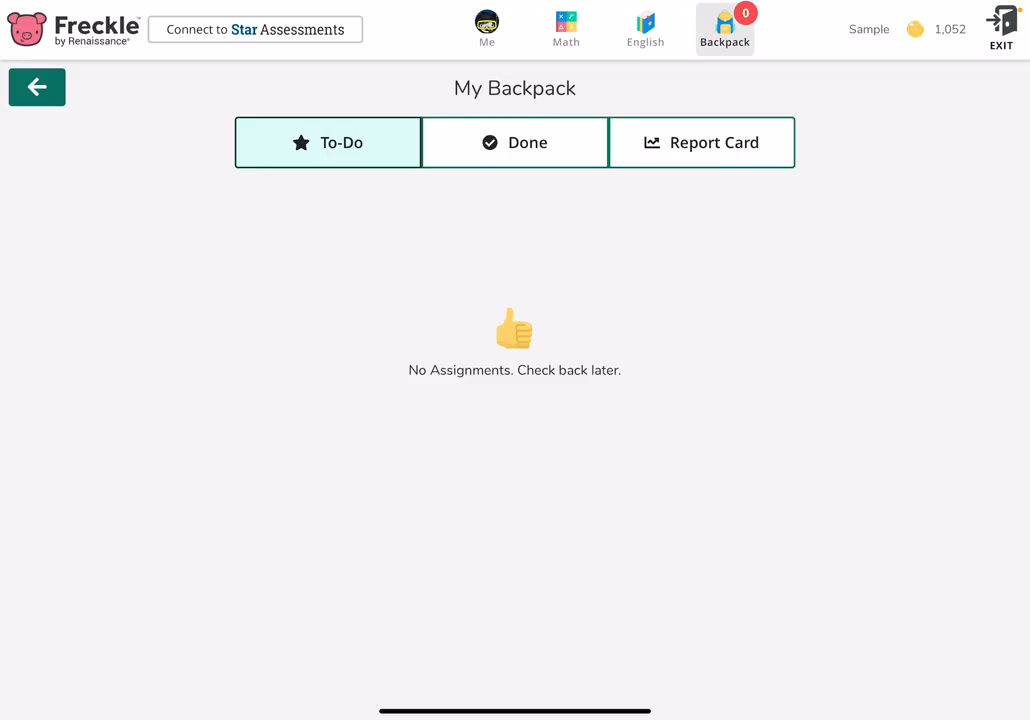 Freckle
by Renaissance®
Connect to Star Assessments
Me
Math
English
0
Backpack
Sample
1,052
EXIT
My Backpack
To-Do
Done
Report Card
No Assignments. Check back later.